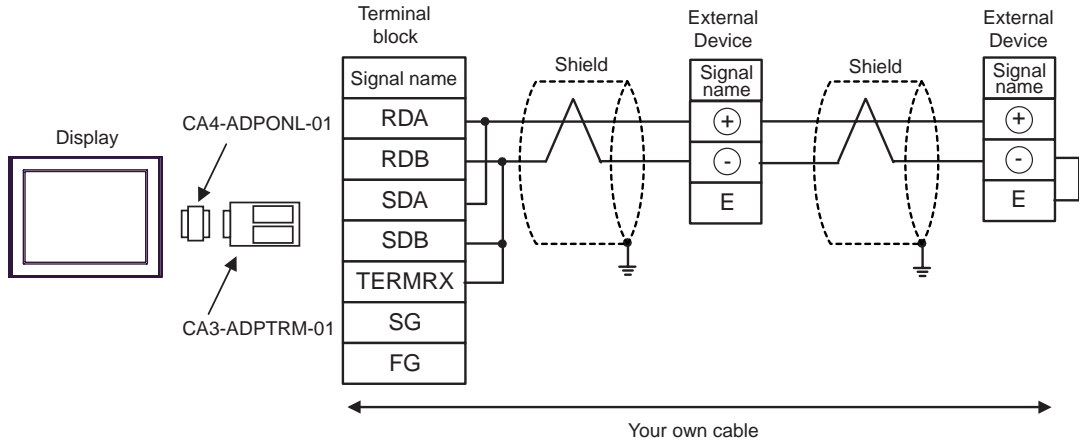 Terminal
block
External
Device
External
Device
Signal name
RDA
RDB
SDA
SDB
TERMRX
SG
FG
Shield
Signal
name
+
-
E
Shield
Signal
name
+
-
E
Display
CA4-ADPONL-01
CA3-ADPTRM-01
Your own cable